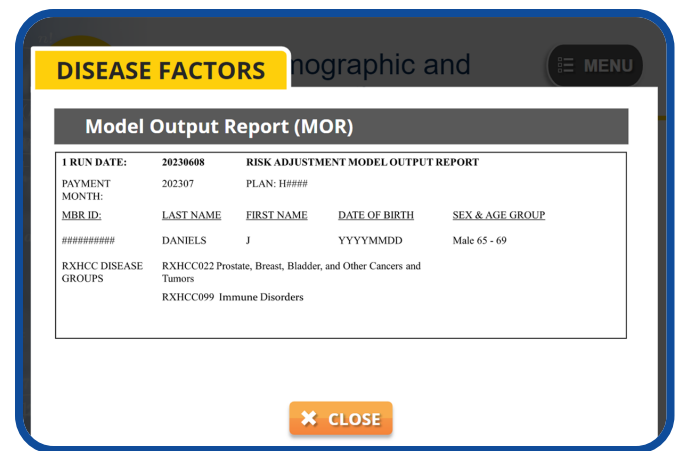 nographic and
MENU
DISEASE FACTORS
Model Output Report (MOR)
1 RUN DATE: 20230608 RISK ADJUSTMENT MODEL OUTPUT REPORT
PAYMENT MONTH: 202307 PLAN: H####
MBR ID: LAST NAME FIRST NAME DATE OF BIRTH SEX & AGE GROUP
########## DANIELS J YYYYMMDD Male 65 - 69
RXHCC DISEASE GROUPS RXHCC022 Prostate, Breast, Bladder, and Other Cancers and Tumors
RXHCC099 Immune Disorders
CLOSE